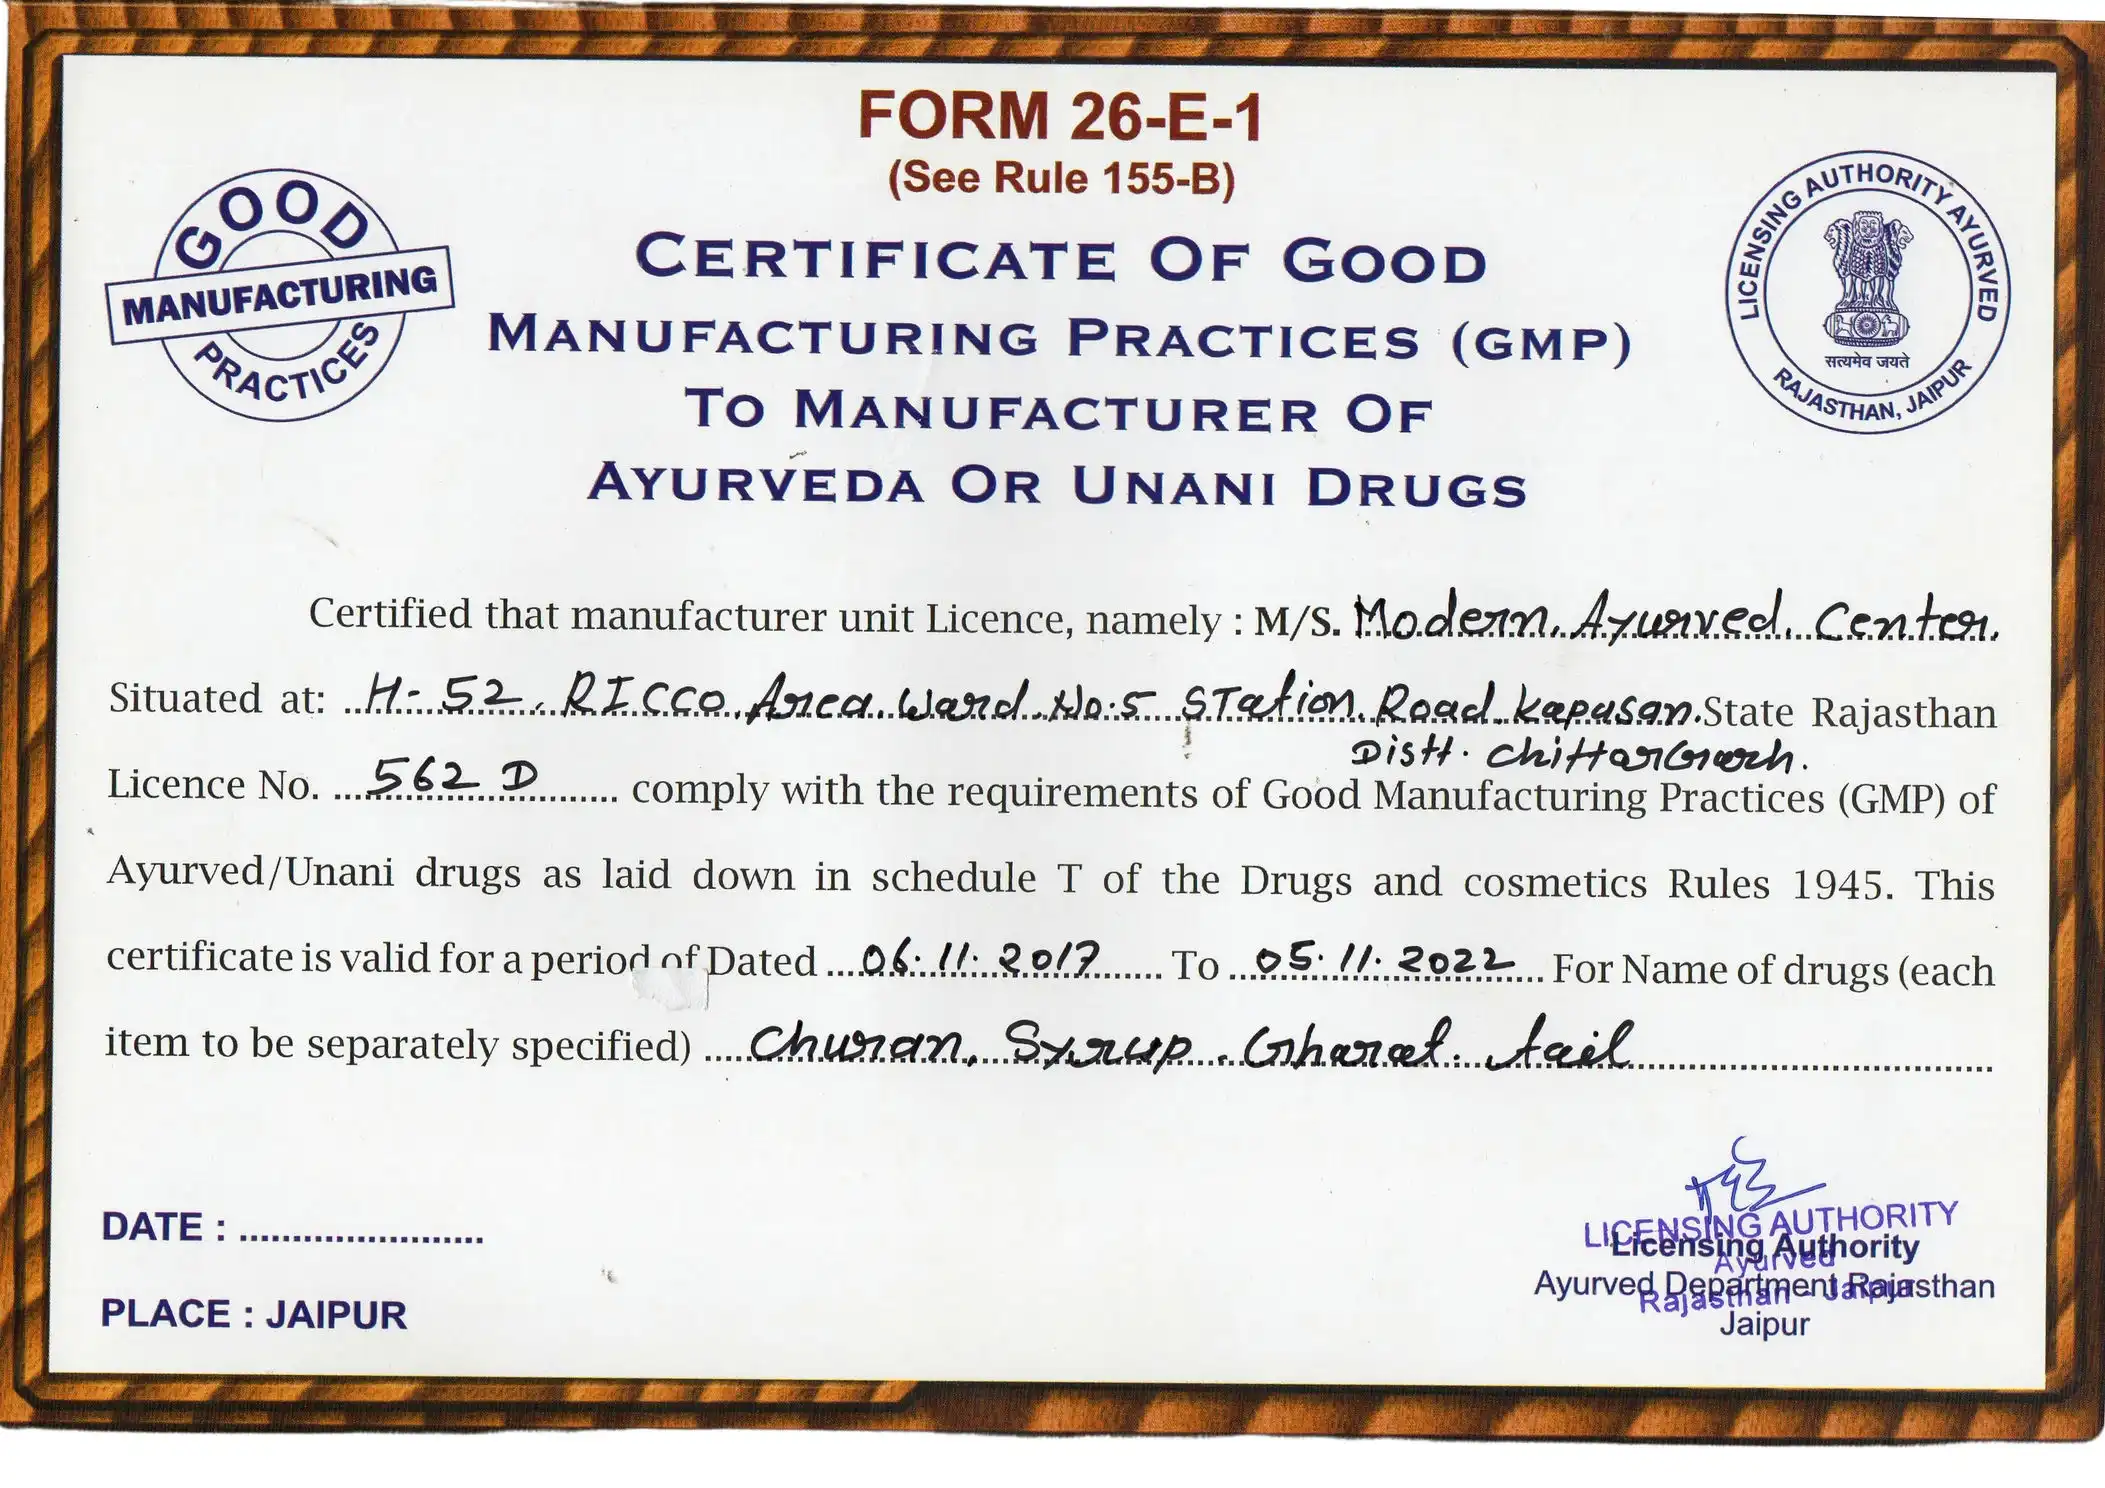 FORM 26-E-1
(See Rule 155-B)
GOOD
MANUFACTURING
PRACTICES
LICENSING AUTHORITY AYURVED
सत्यमेव जयते
RAJASTHAN, JAIPUR
CERTIFICATE OF GOOD
MANUFACTURING PRACTICES (GMP)
TO MANUFACTURER OF
AYURVEDA OR UNANI DRUGS
Certified that manufacturer unit Licence, namely : M/S. Modern Ayurved Center
Situated at: H-52, RICCO Area, Ward No.5 Station Road Kapasan State Rajasthan
Distt. Chittorgarh.
Licence No. 562 D comply with the requirements of Good Manufacturing Practices (GMP) of
Ayurved/Unani drugs as laid down in schedule T of the Drugs and cosmetics Rules 1945. This
certificate is valid for a period of Dated 06.11.2017 To 05.11.2022 For Name of drugs (each
item to be separately specified) Churan, Syrup, Gharat, tail
DATE : .......................
PLACE : JAIPUR
LICENSING AUTHORITY
Ayurved
Rajasthan - Jaipur
Licensing Authority
Ayurved Department Rajasthan
Jaipur